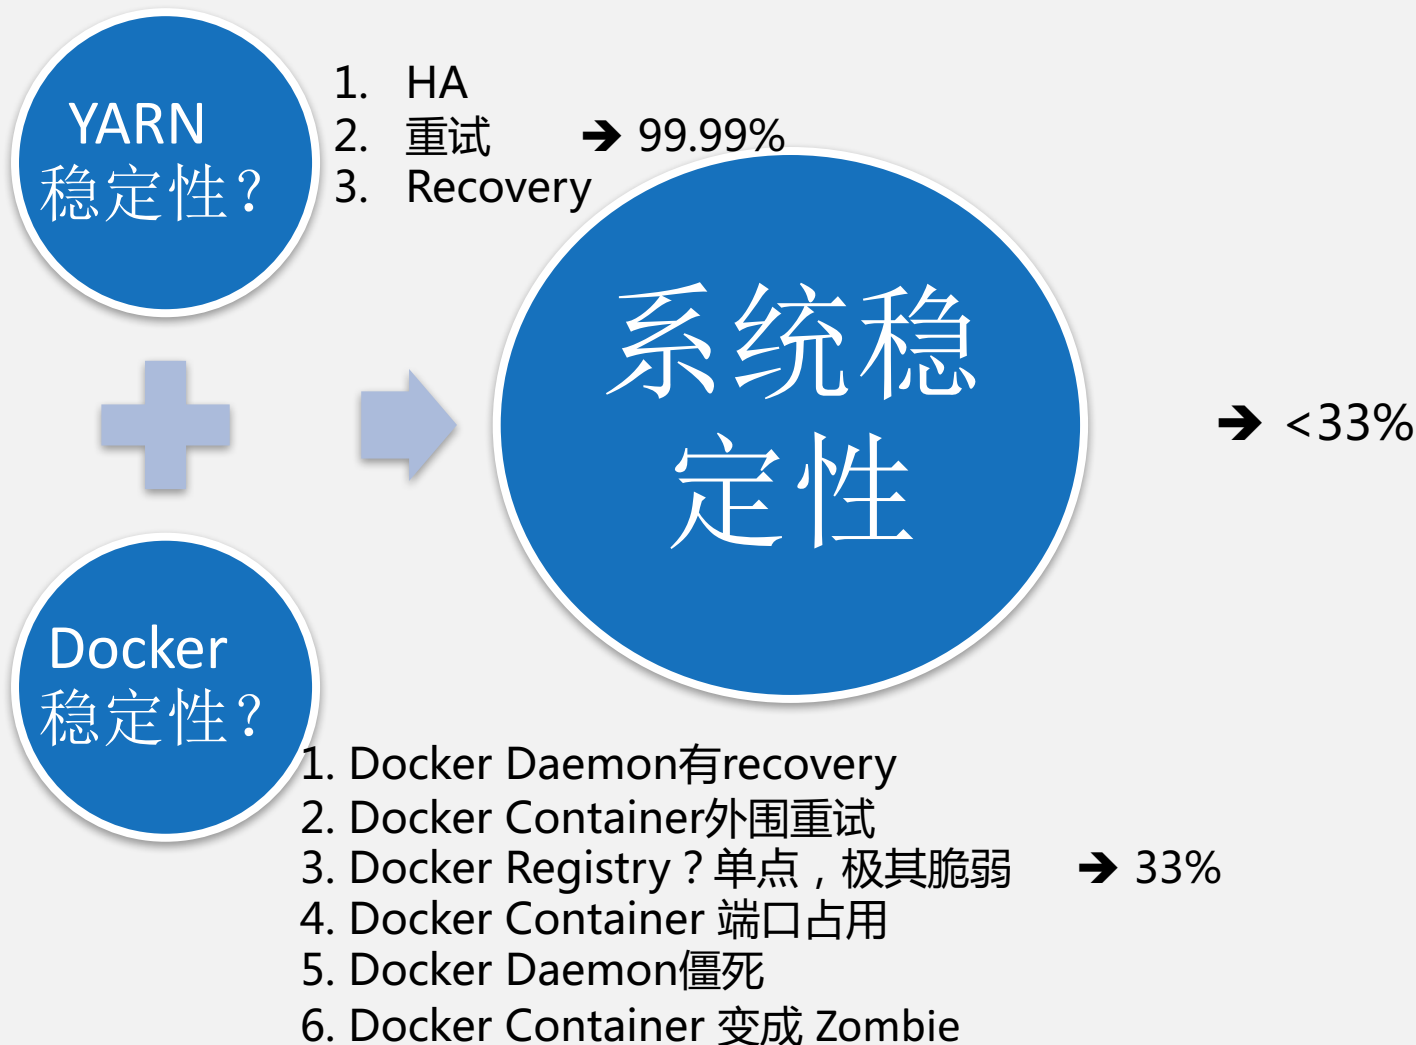 YARN
稳定性?
1. HA
2. 重试 ➔ 99.99%
3. Recovery
系统稳
定性
➔ <33%
Docker
稳定性?
1. Docker Daemon有recovery
2. Docker Container外围重试
3. Docker Registry？单点，极其脆弱 ➔ 33%
4. Docker Container 端口占用
5. Docker Daemon僵死
6. Docker Container 变成 Zombie